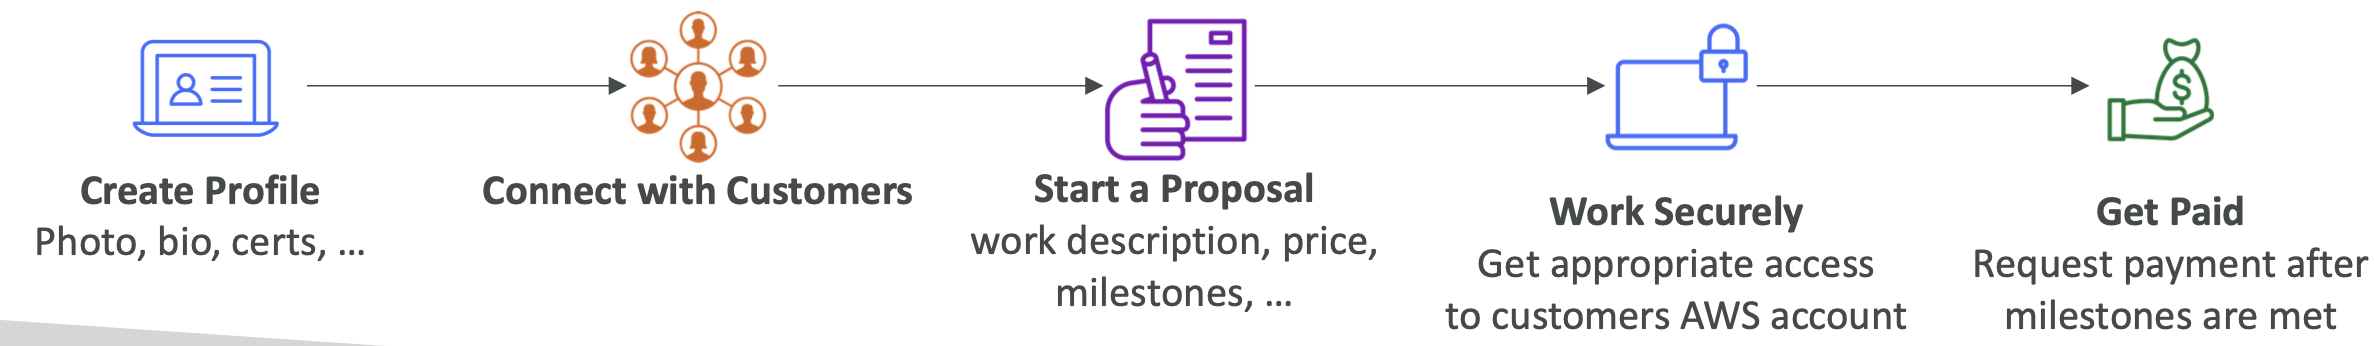 Create Profile
Photo, bio, certs, ...
Connect with Customers
Start a Proposal
work description, price,
milestones, ...
Work Securely
Get appropriate access
to customers AWS account
Get Paid
Request payment after
milestones are met